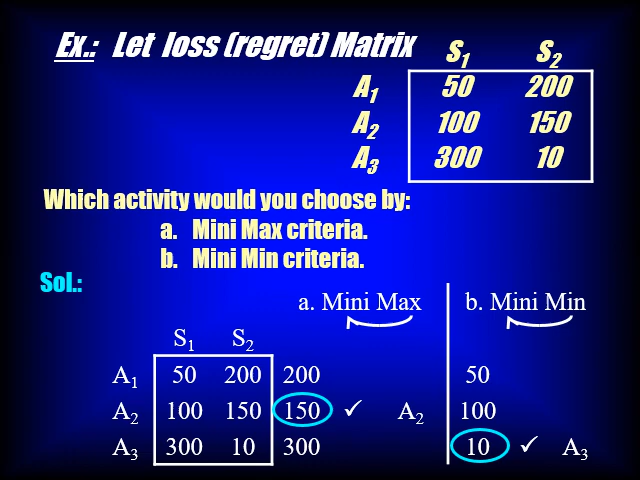 Ex.: Let loss (regret) Matrix S₁ S₂
A₁ 50 200
A₂ 100 150
A₃ 300 10
Which activity would you choose by:
a. Mini Max criteria.
b. Mini Min criteria.
Sol.:
a. Mini Max b. Mini Min
S₁ S₂
A₁ 50 200 200 50
A₂ 100 150 150 ✓ A₂ 100
A₃ 300 10 300 10 ✓ A₃